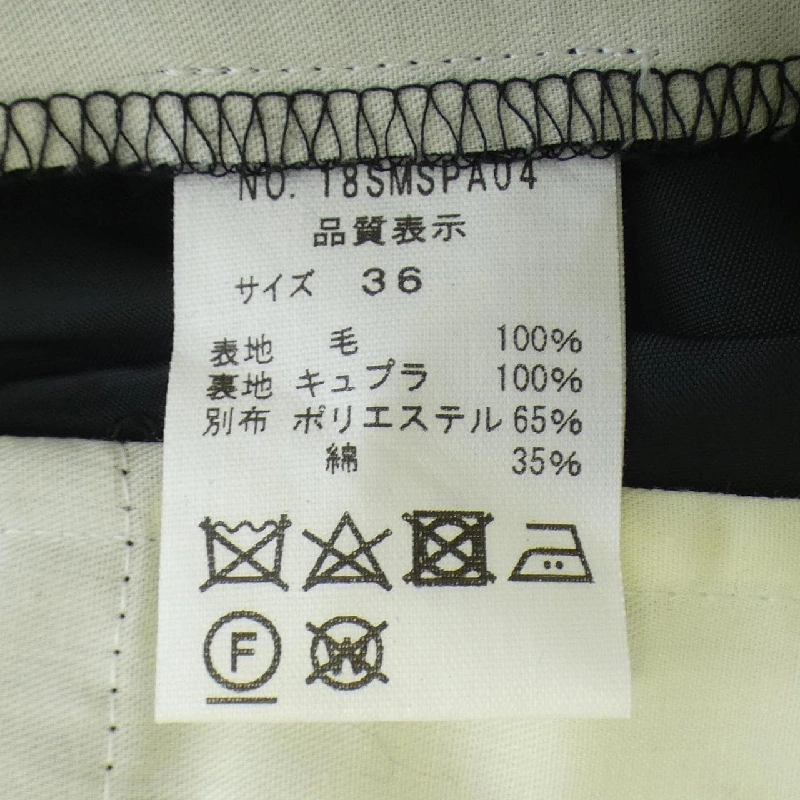 NO. 18SMSPA04
品質表示
サイズ 36
表地 毛 100%
裏地 キュプラ 100%
別布 ポリエステル 65%
綿 35%
F
W